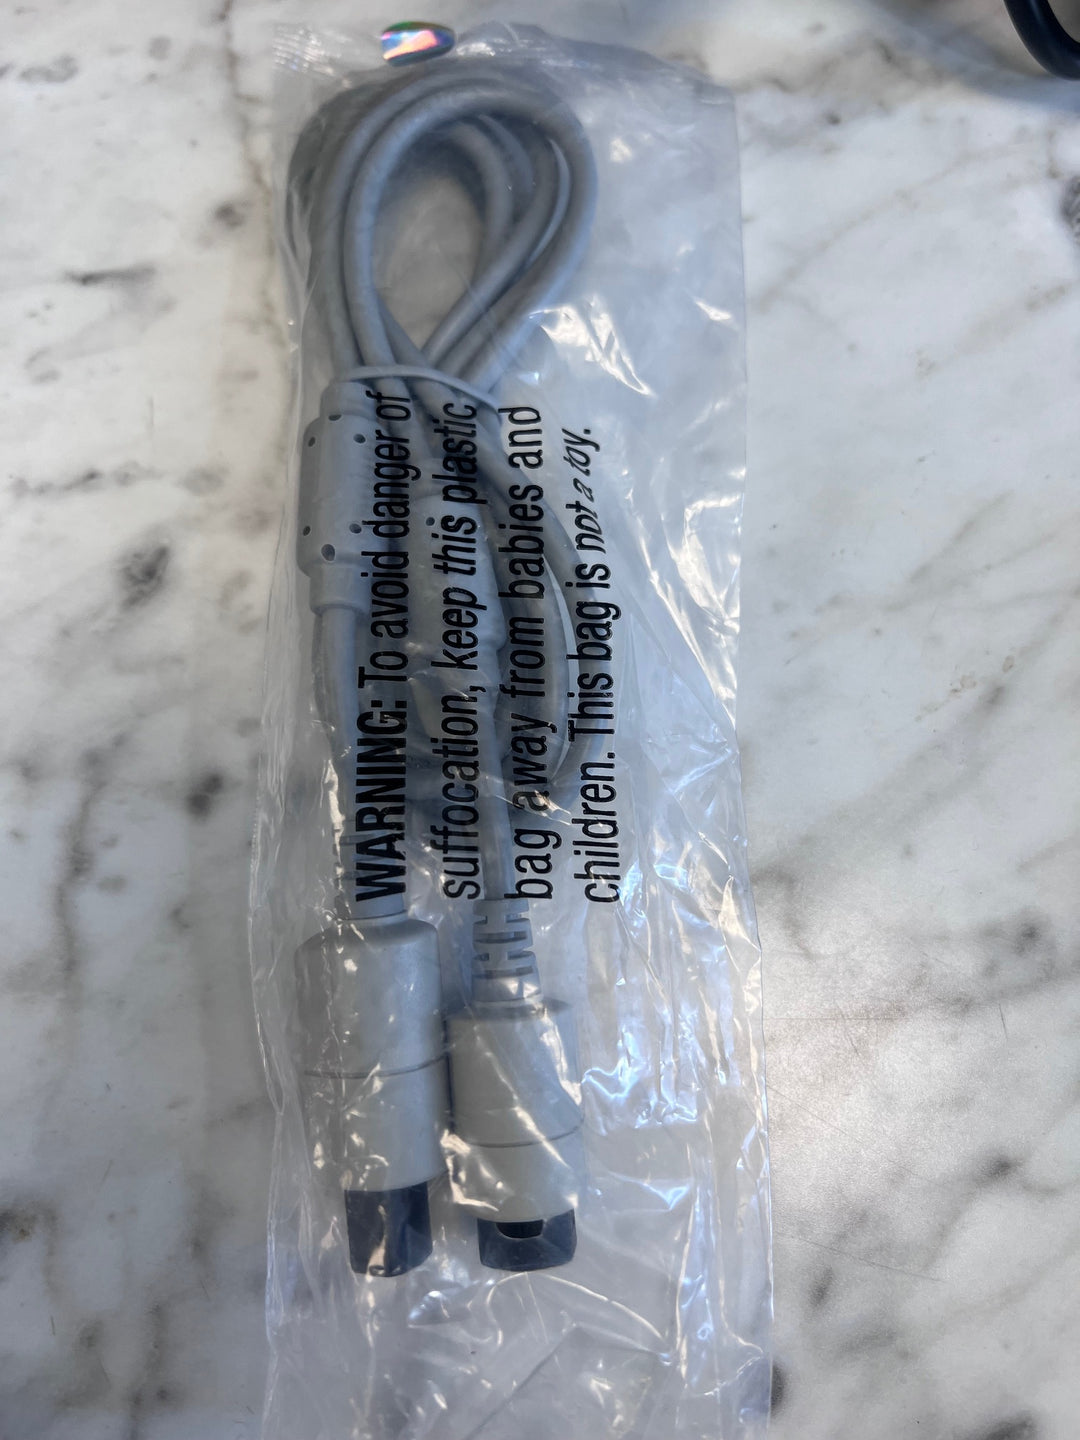 WARNING: To avoid danger of
suffocation, keep this plastic
bag away from babies and
children. This bag is not a toy.